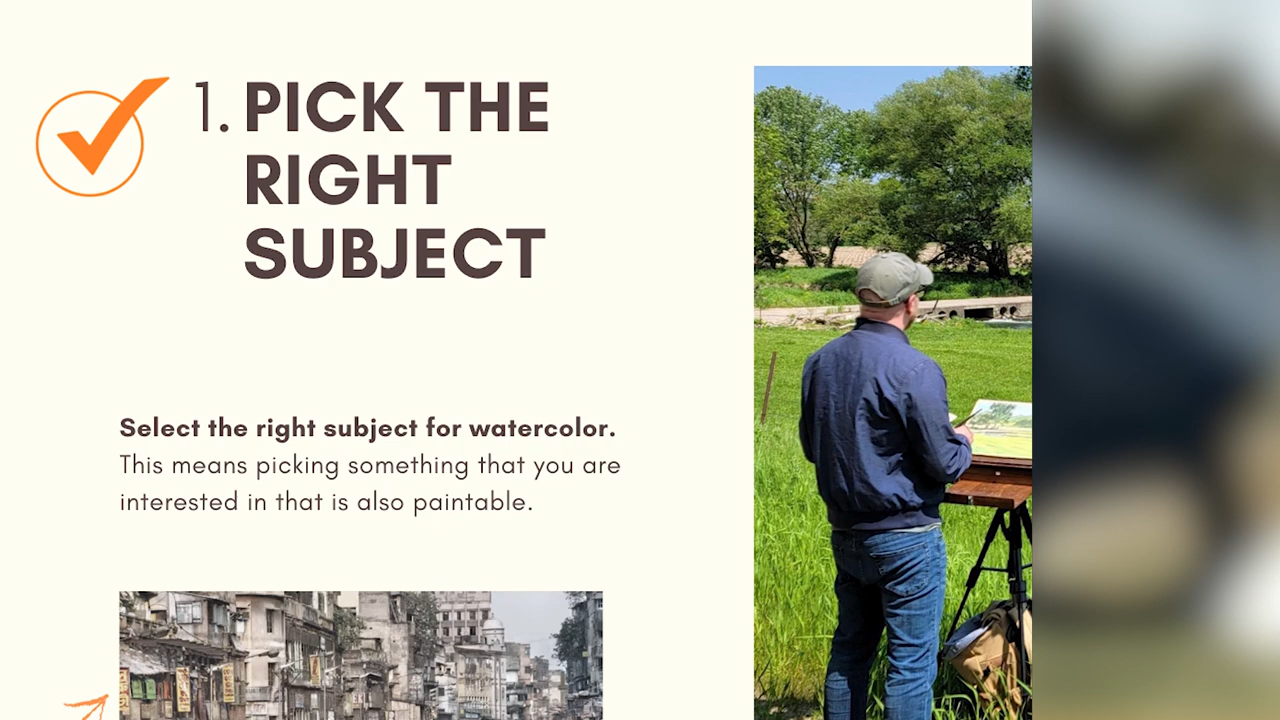 1. PICK THE
RIGHT
SUBJECT
Select the right subject for watercolor.
This means picking something that you are
interested in that is also paintable.